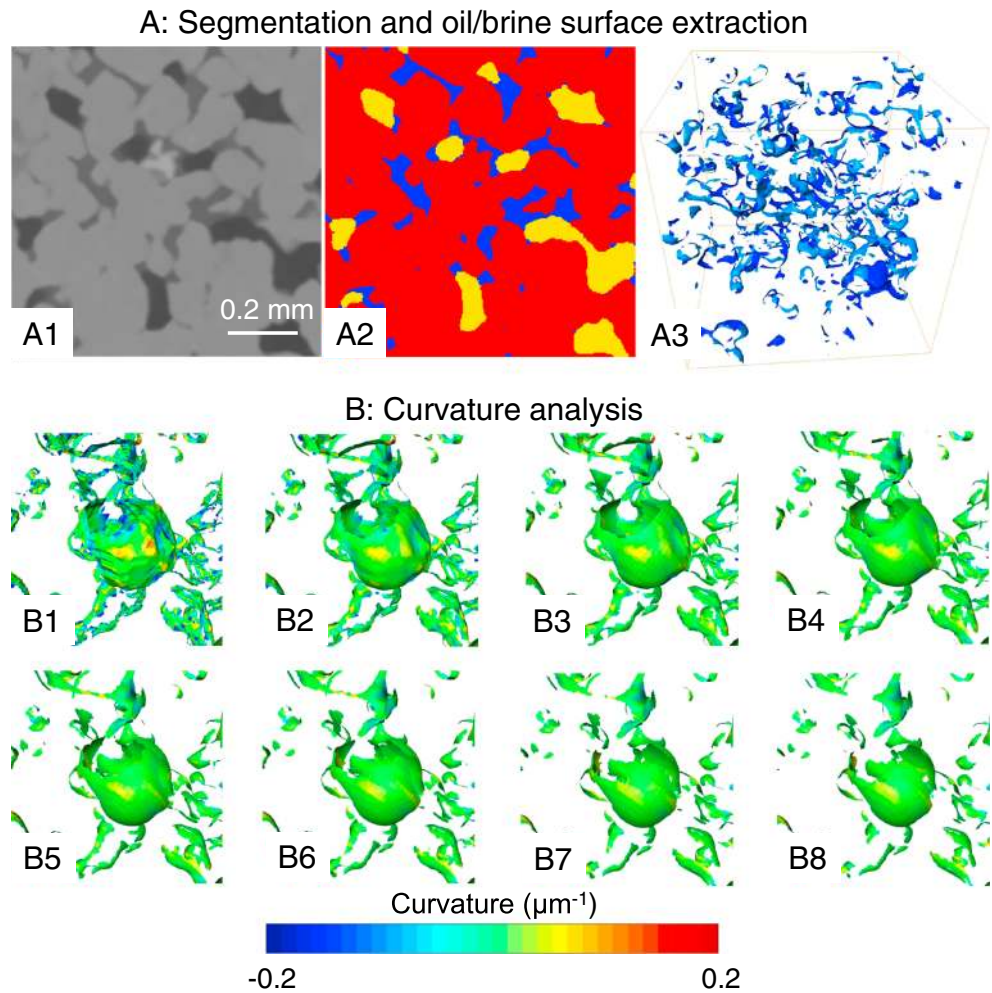 A: Segmentation and oil/brine surface extraction
0.2 mm
A1
A2
A3
B: Curvature analysis
B1
B2
B3
B4
B5
B6
B7
B8
Curvature (µm⁻¹)
-0.2
0.2